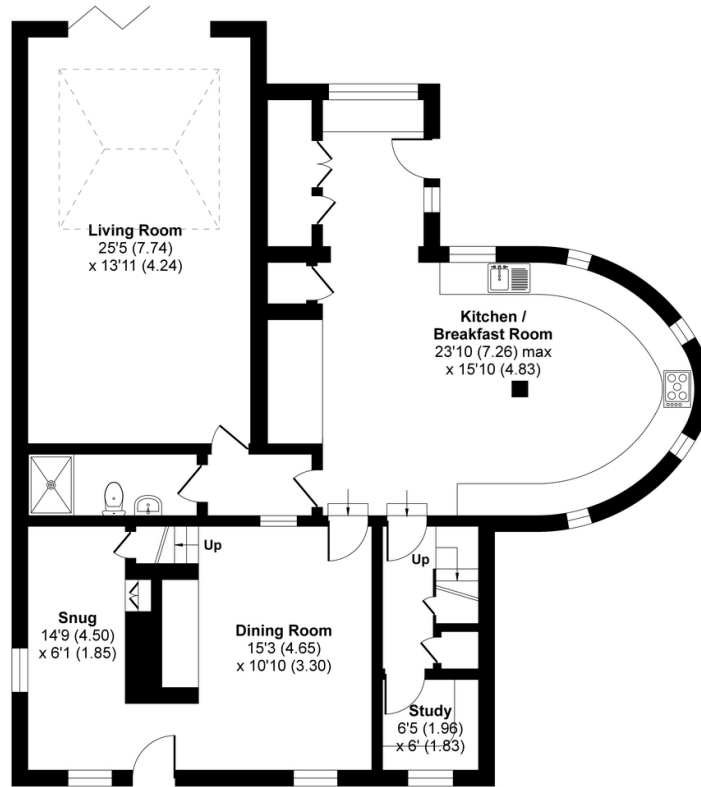 Living Room
25'5 (7.74)
x 13'11 (4.24)
Kitchen /
Breakfast Room
23'10 (7.26) max
x 15'10 (4.83)
Up
Up
Snug
14'9 (4.50)
x 6'1 (1.85)
Dining Room
15'3 (4.65)
x 10'10 (3.30)
Study
6'5 (1.96)
x 6' (1.83)